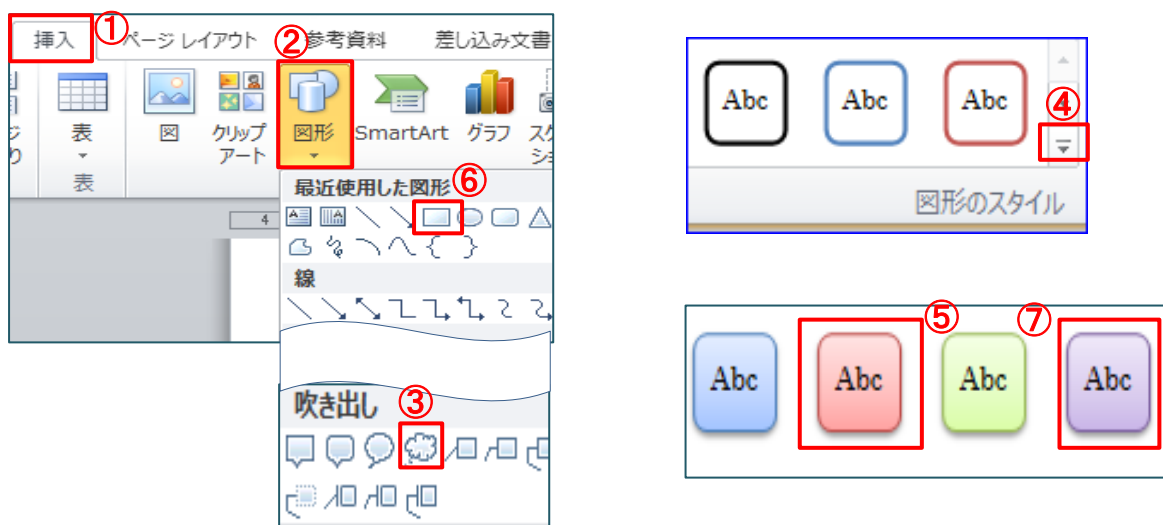 挿入 ① ページ レイアウト ② 参考資料 差し込み文書
表 図 クリップ アート 図形 SmartArt グラフ
表
4
最近使用した図形 ⑥
線
吹き出し ③
Abc Abc Abc ④
図形のスタイル
⑤ ⑦
Abc Abc Abc Abc